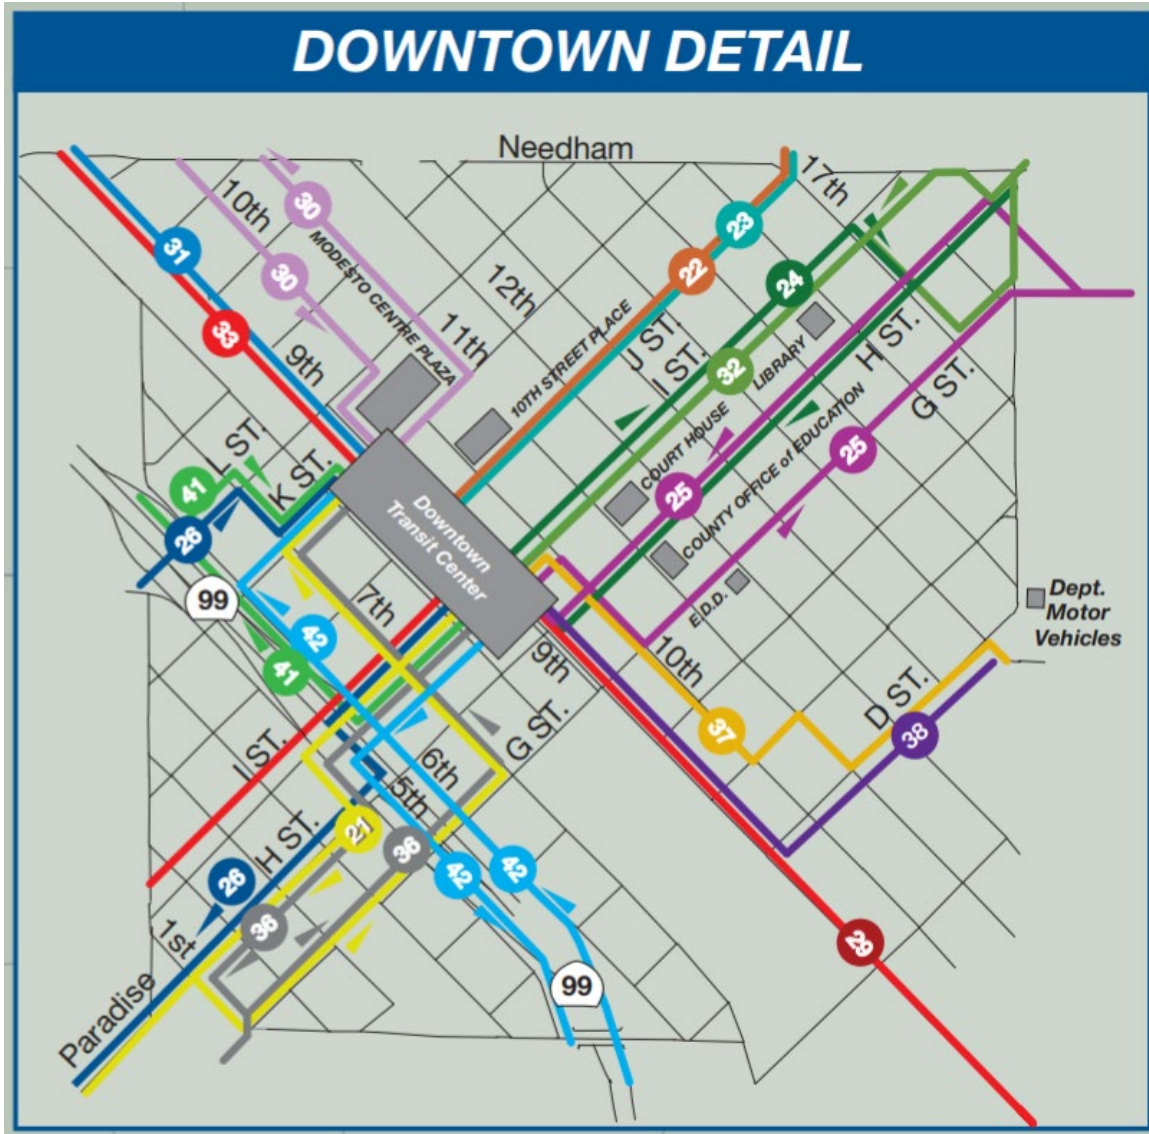 DOWNTOWN DETAIL
Needham
17th
10th
30
31
MODESTO CENTRE PLAZA
23
30
12th
22
24
33
9th
11th
10TH STREET PLACE
J ST.
I ST.
LIBRARY
H ST.
32
G ST.
L ST.
K ST.
41
COURT HOUSE
COUNTY OFFICE of EDUCATION
25
25
26
Downtown
Transit Center
99
7th
E.D.D.
Dept.
Motor
Vehicles
42
41
9th
10th
D ST.
37
38
I ST.
G ST.
6th
5th
21
36
H ST.
26
42
42
36
1st
29
99
Paradise